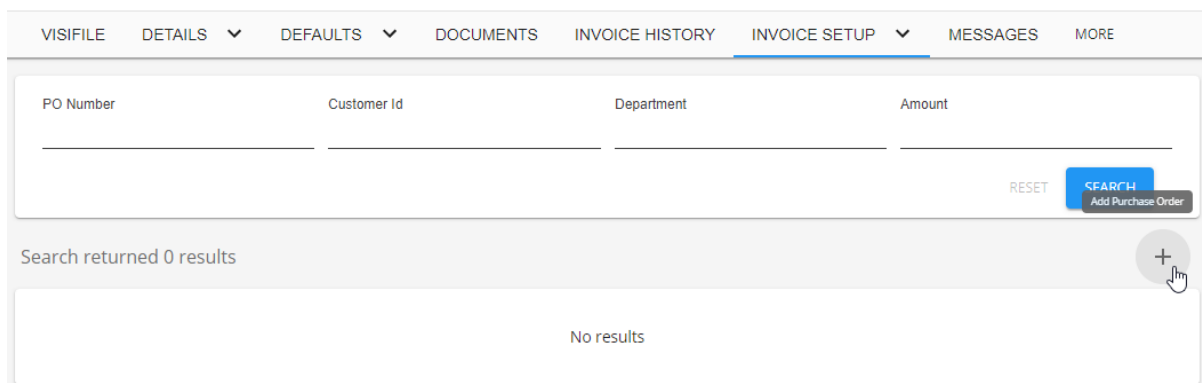 VISIFILE DETAILS DEFAULTS DOCUMENTS INVOICE HISTORY INVOICE SETUP MESSAGES MORE
PO Number Customer Id Department Amount
RESET SEARCH
Add Purchase Order
Search returned 0 results
+
No results